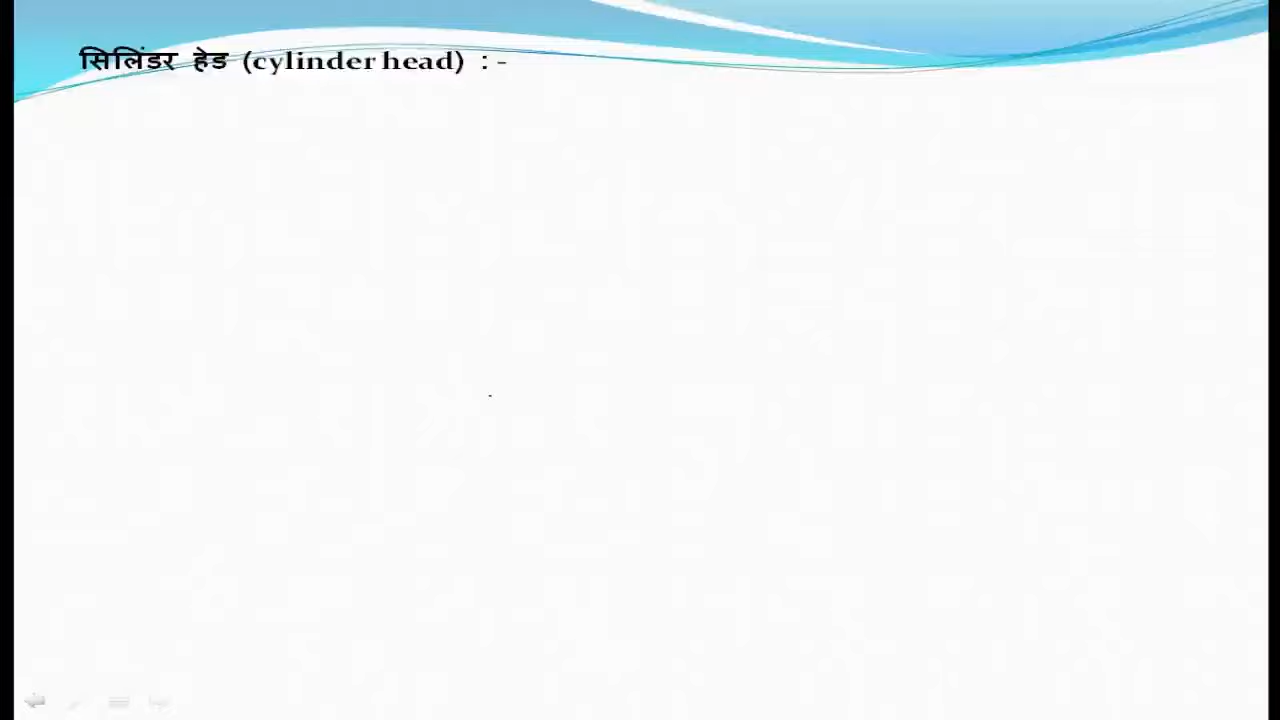 सिलिंडर हेड (cylinder head) : -